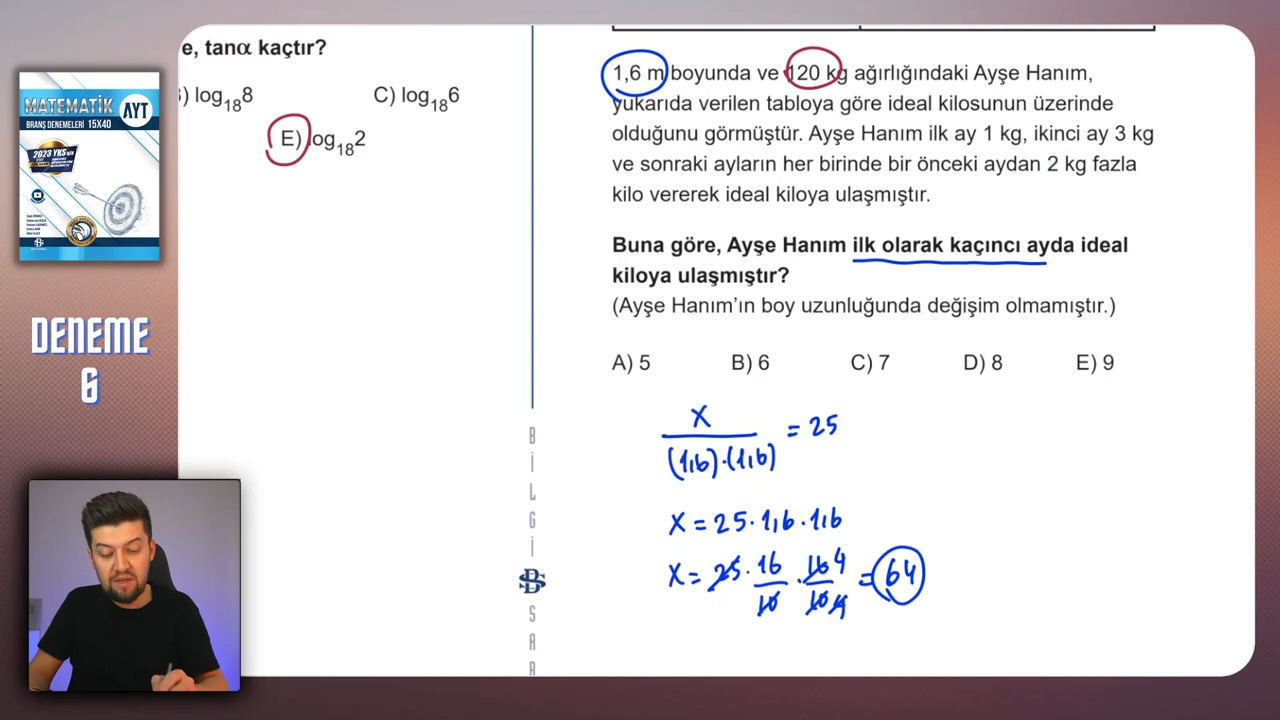 e, tanα kaçtır?
) log₁₈8
C) log₁₈6
E) log₁₈2
MATEMATİK AYT
BRANŞ DENEMELERİ 15X40
2023 YKS'YE
DENEME
6
1,6 m boyunda ve 120 kg ağırlığındaki Ayşe Hanım,
yukarıda verilen tabloya göre ideal kilosunun üzerinde
olduğunu görmüştür. Ayşe Hanım ilk ay 1 kg, ikinci ay 3 kg
ve sonraki ayların her birinde bir önceki aydan 2 kg fazla
kilo vererek ideal kiloya ulaşmıştır.
Buna göre, Ayşe Hanım ilk olarak kaçıncı ayda ideal
kiloya ulaşmıştır?
(Ayşe Hanım'ın boy uzunluğunda değişim olmamıştır.)
A) 5 B) 6 C) 7 D) 8 E) 9
x / (1,6)·(1,6) = 25
x = 25·1,6·1,6
x = 25 · 16/10 · 16/10 4/4 = 64
BİLGİ SAR